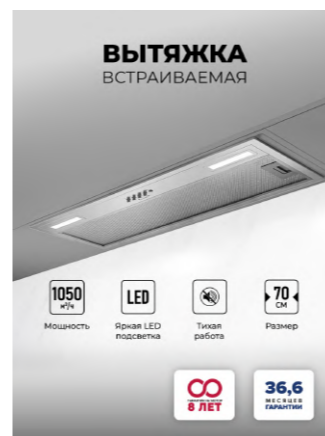 ВЫТЯЖКА
ВСТРАИВАЕМАЯ
1050
м³/ч
LED
70
СМ
Мощность
Яркая LED
подсветка
Тихая
работа
Размер
8 ЛЕТ
36,6
МЕСЯЦЕВ
ГАРАНТИИ